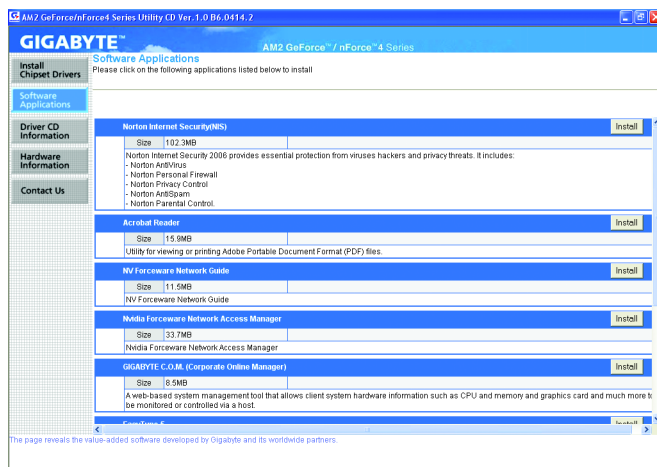 AM2 GeForce/nForce4 Series Utility CD Ver.1.0 B6.0414.2
GIGABYTE™
AM2 GeForce™/ nForce™4 Series
Install
Chipset Drivers
Software
Applications
Driver CD
Information
Hardware
Information
Contact Us
Software Applications
Please click on the following applications listed below to install
Norton Internet Security(NIS) Install
Size 102.3MB
Norton Internet Security 2006 provides essential protection from viruses hackers and privacy threats. It includes:
- Norton AntiVirus
- Norton Personal Firewall
- Norton Privacy Control
- Norton AntiSpam
- Norton Parental Control.
Acrobat Reader Install
Size 15.9MB
Utility for viewing or printing Adobe Portable Document Format (PDF) files.
NV Forceware Network Guide Install
Size 11.5MB
NV Forceware Network Guide
Nvidia Forceware Network Access Manager Install
Size 33.7MB
Nvidia Forceware Network Access Manager
GIGABYTE C.O.M. (Corporate Online Manager) Install
Size 8.5MB
A web-based system management tool that allows client system hardware information such as CPU and memory and graphics card and much more to
be monitored or controlled via a host.
Install
The page reveals the value-added software developed by Gigabyte and its worldwide partners.